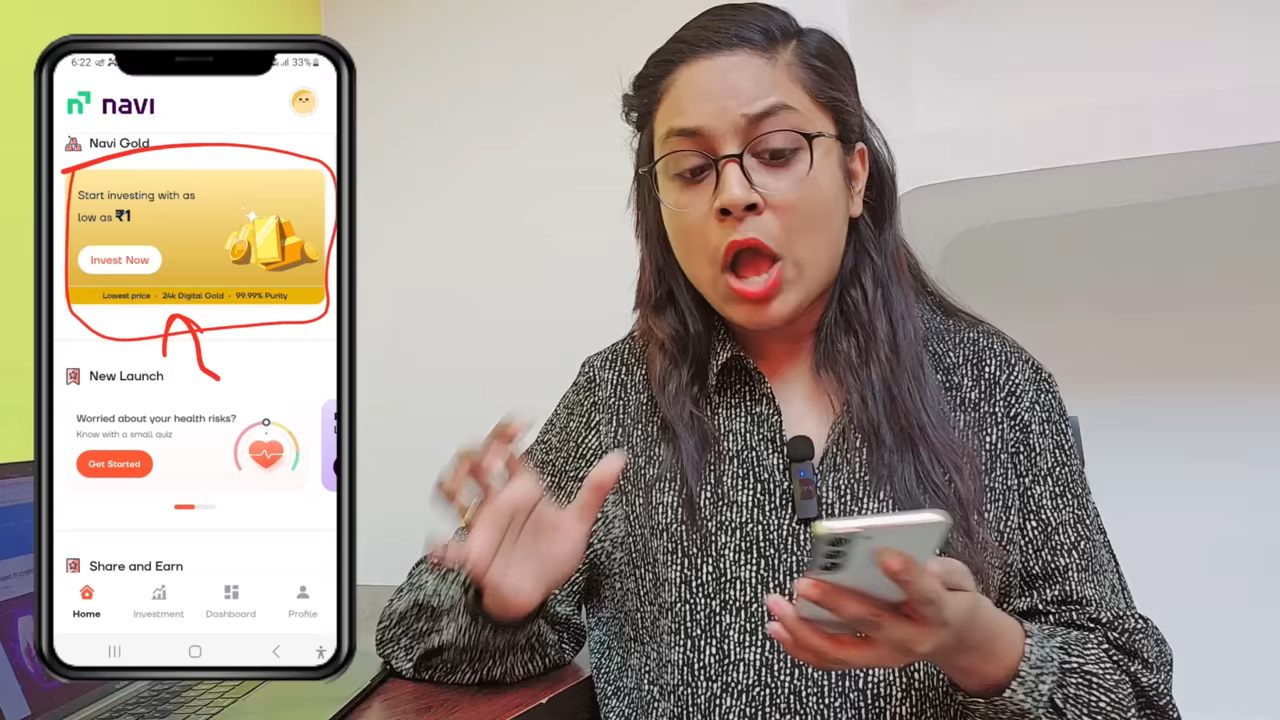 6:22
33%
navi
Navi Gold
Start investing with as
low as ₹1
Invest Now
Lowest price · 24k Digital Gold · 99.99% Purity
New Launch
Worried about your health risks?
Know with a small quiz
Get Started
Share and Earn
Home Investment Dashboard Profile